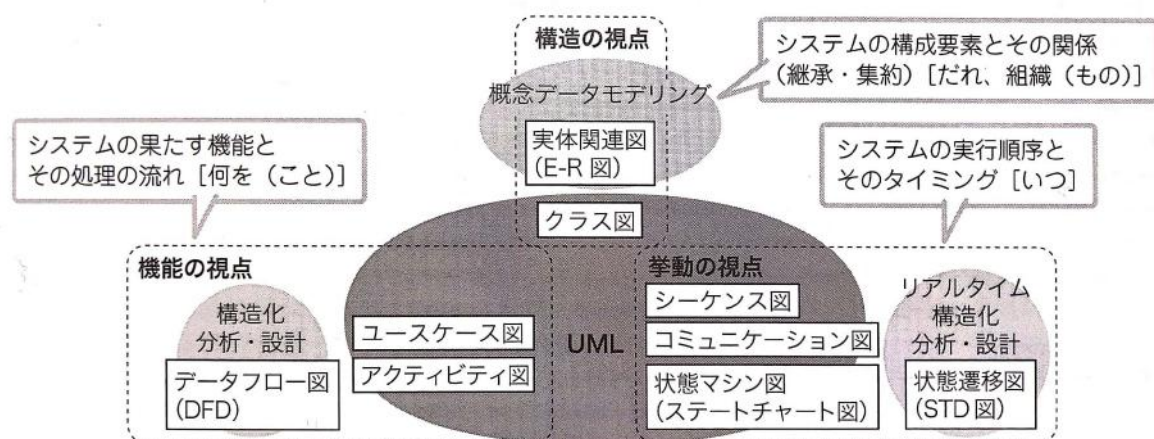 構造の視点
概念データモデリング
実体関連図
(E-R 図)
クラス図
システムの構成要素とその関係
(継承・集約)[だれ、組織(もの)]
システムの果たす機能と
その処理の流れ[何を(こと)]
システムの実行順序と
そのタイミング[いつ]
機能の視点
構造化
分析・設計
データフロー図
(DFD)
ユースケース図
アクティビティ図
UML
挙動の視点
シーケンス図
コミュニケーション図
状態マシン図
(ステートチャート図)
リアルタイム
構造化
分析・設計
状態遷移図
(STD 図)